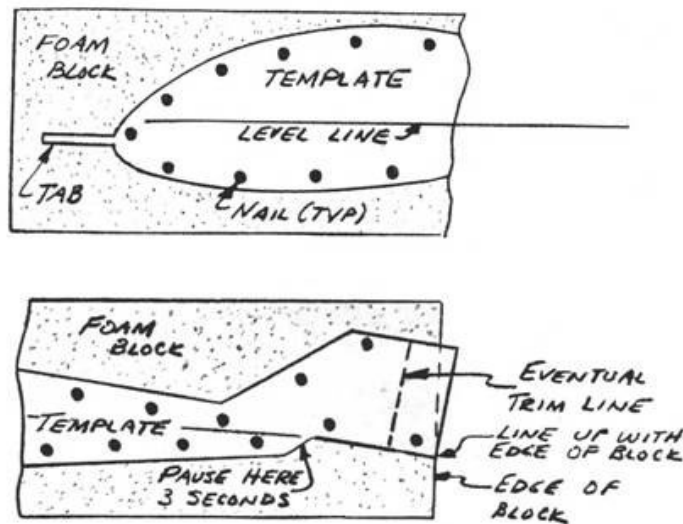 FOAM
BLOCK
TEMPLATE
LEVEL LINE
TAB
NAIL (TYP)
FOAM
BLOCK
TEMPLATE
EVENTUAL
TRIM LINE
LINE UP WITH
EDGE OF BLOCK
PAUSE HERE
3 SECONDS
EDGE OF
BLOCK